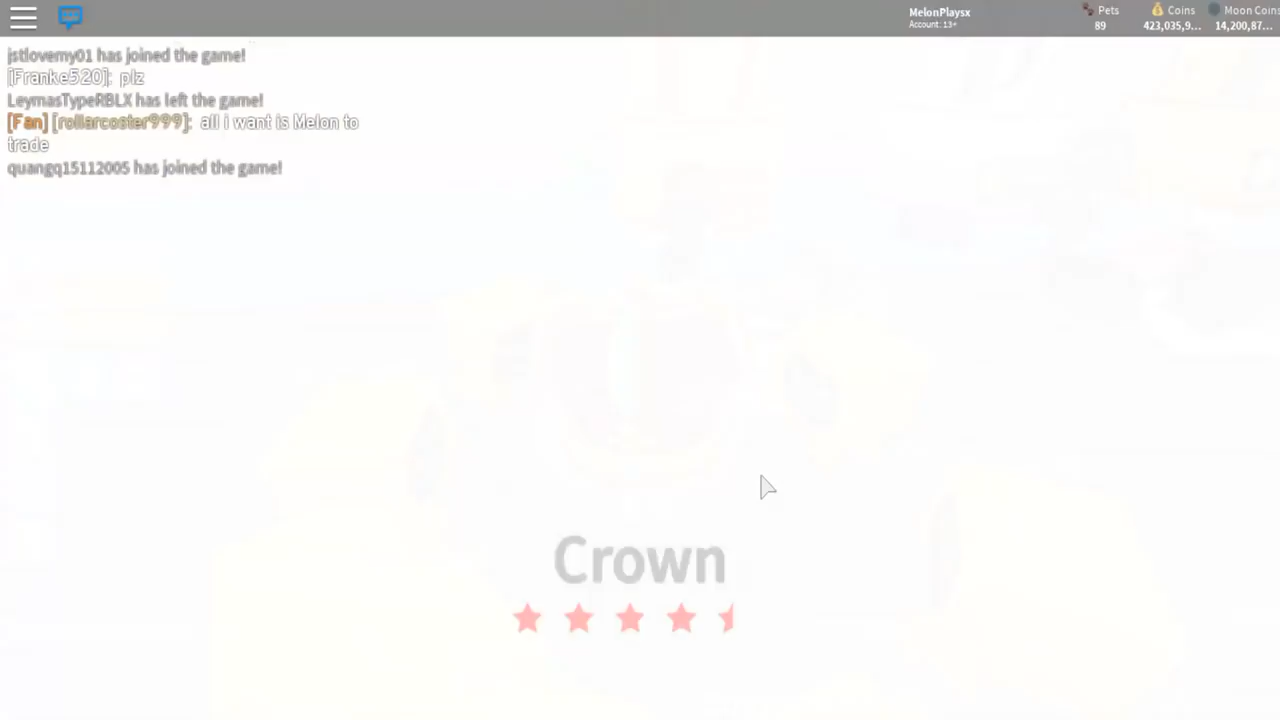 MelonPlaysx
Account: 13+
Pets
89
Coins
423,035,9...
Moon Coins
14,200,87...
jstlovemy01 has joined the game!
[Franke520]: plz
LeymasTypeRBLX has left the game!
[Fan] [rollarcoster999]: all i want is Melon to
trade
quangq15112005 has joined the game!
Crown